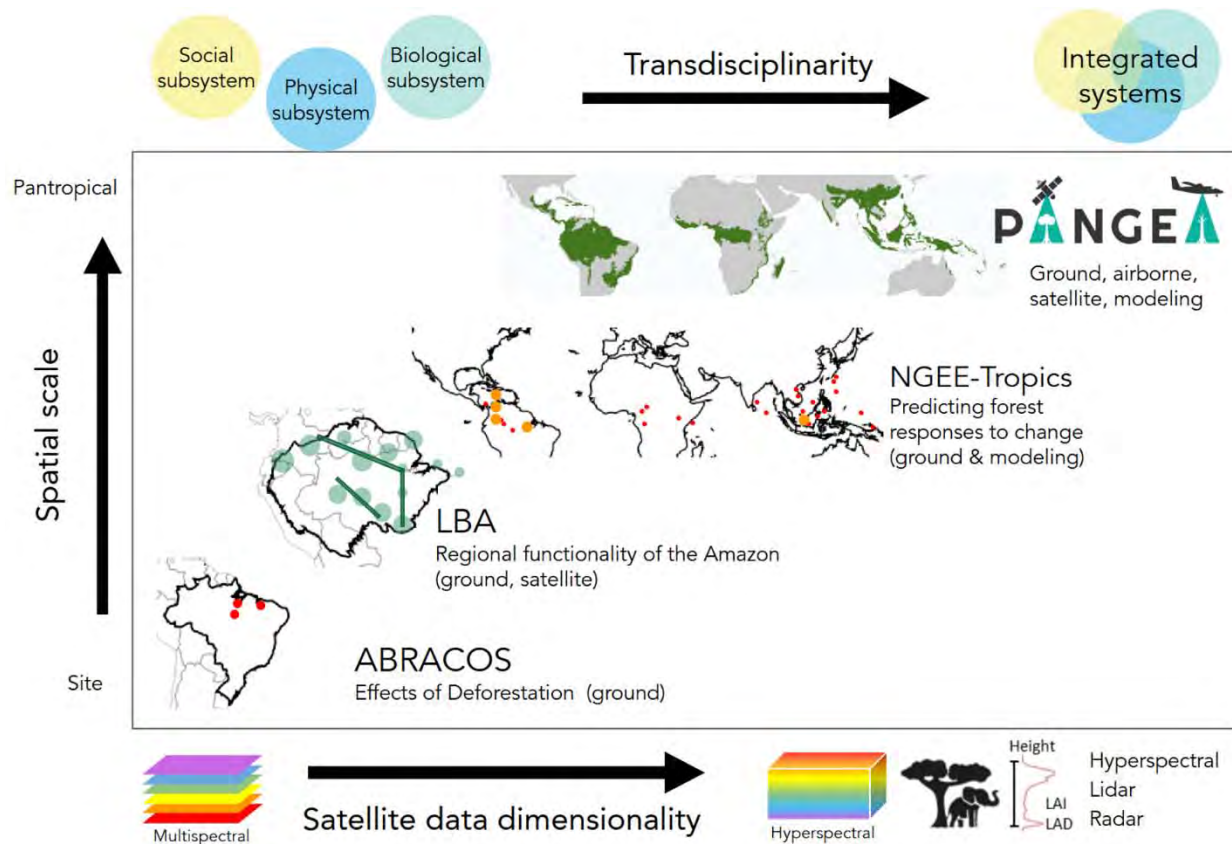 Social
subsystem
Physical
subsystem
Biological
subsystem
Transdisciplinarity
Integrated
systems
Pantropical
Spatial scale
Site
PANGEA
Ground, airborne,
satellite, modeling
NGEE-Tropics
Predicting forest
responses to change
(ground & modeling)
LBA
Regional functionality of the Amazon
(ground, satellite)
ABRACOS
Effects of Deforestation (ground)
Multispectral
Satellite data dimensionality
Hyperspectral
Height
LAI
LAD
Hyperspectral
Lidar
Radar